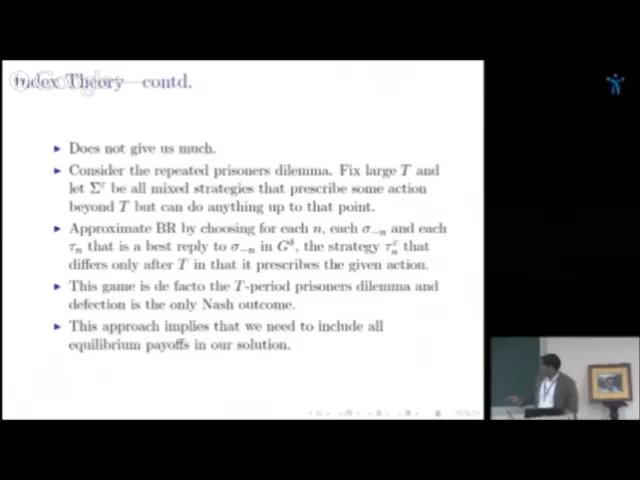 Index Theory contd.
Does not give us much.
Consider the repeated prisoners dilemma. Fix large T and
let Σ^ε be all mixed strategies that prescribe some action
beyond T but can do anything up to that point.
Approximate BR by choosing for each n, each σ₋ₙ and each
τₙ that is a best reply to σ₋ₙ in G^δ, the strategy τₙ^ε that
differs only after T in that it prescribes the given action.
This game is de facto the T-period prisoners dilemma and
defection is the only Nash outcome.
This approach implies that we need to include all
equilibrium payoffs in our solution.